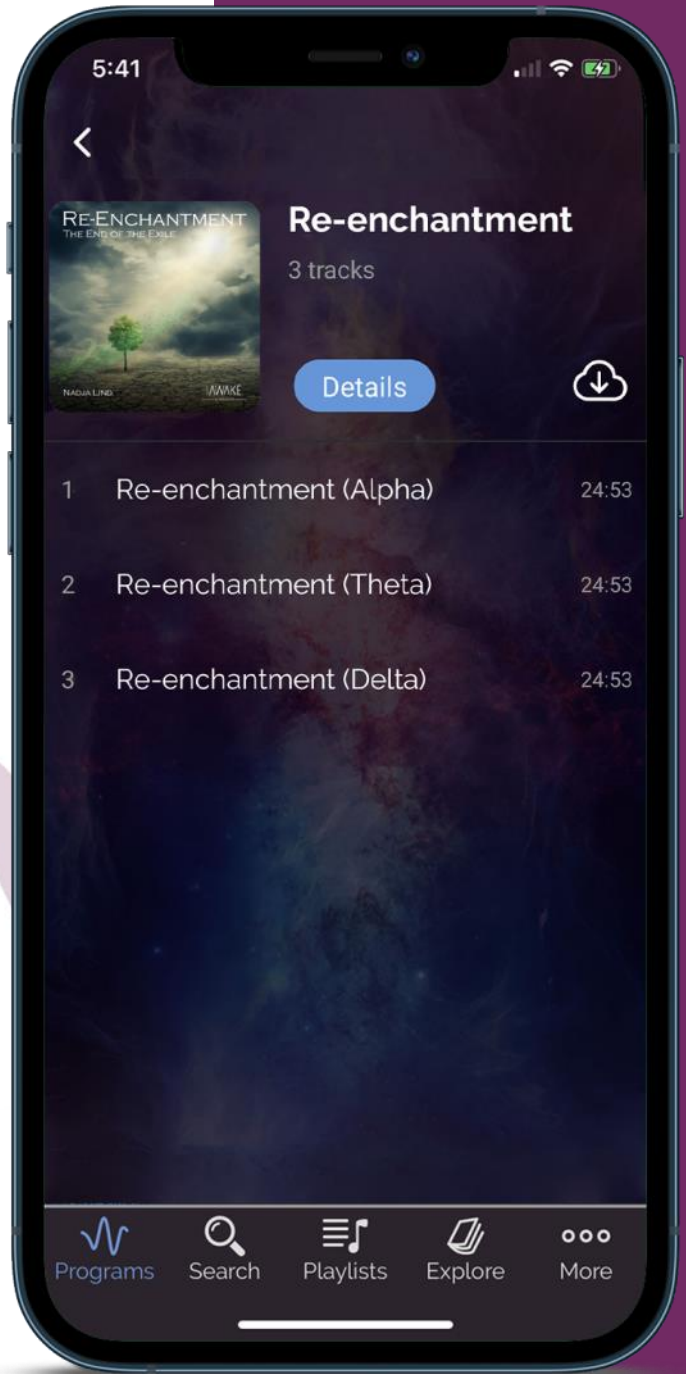 5:41
RE-ENCHANTMENT
THE END OF THE EXILE
NADJA LIND
iAWAKE
Re-enchantment
3 tracks
Details
1 Re-enchantment (Alpha) 24:53
2 Re-enchantment (Theta) 24:53
3 Re-enchantment (Delta) 24:53
Programs Search Playlists Explore More